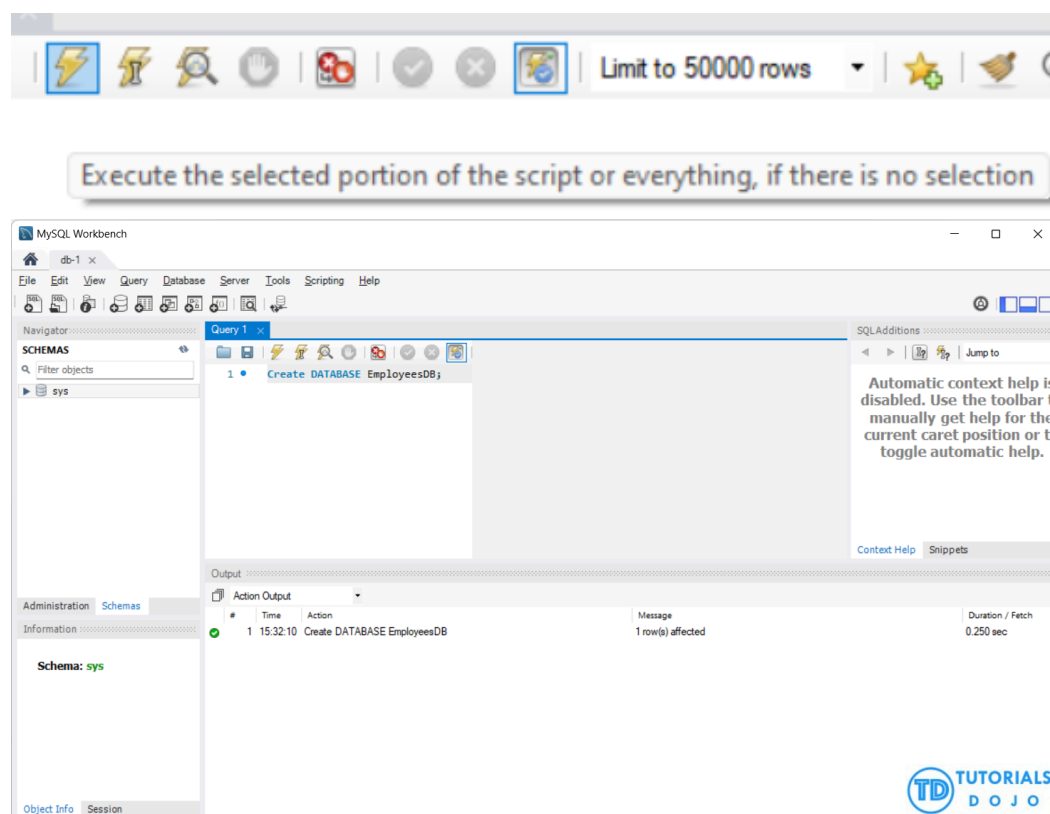 Limit to 50000 rows
Execute the selected portion of the script or everything, if there is no selection
MySQL Workbench
db-1
File Edit View Query Database Server Tools Scripting Help
Navigator
SCHEMAS
Filter objects
sys
Administration Schemas
Information
Schema: sys
Object Info Session
Query 1
1 Create DATABASE EmployeesDB;
SQLAdditions
Jump to
Automatic context help is
disabled. Use the toolbar
manually get help for the
current caret position or
toggle automatic help.
Context Help Snippets
Output
Action Output
# Time Action Message Duration / Fetch
1 15:32:10 Create DATABASE EmployeesDB 1 row(s) affected 0.250 sec
TD TUTORIALS
DOJO